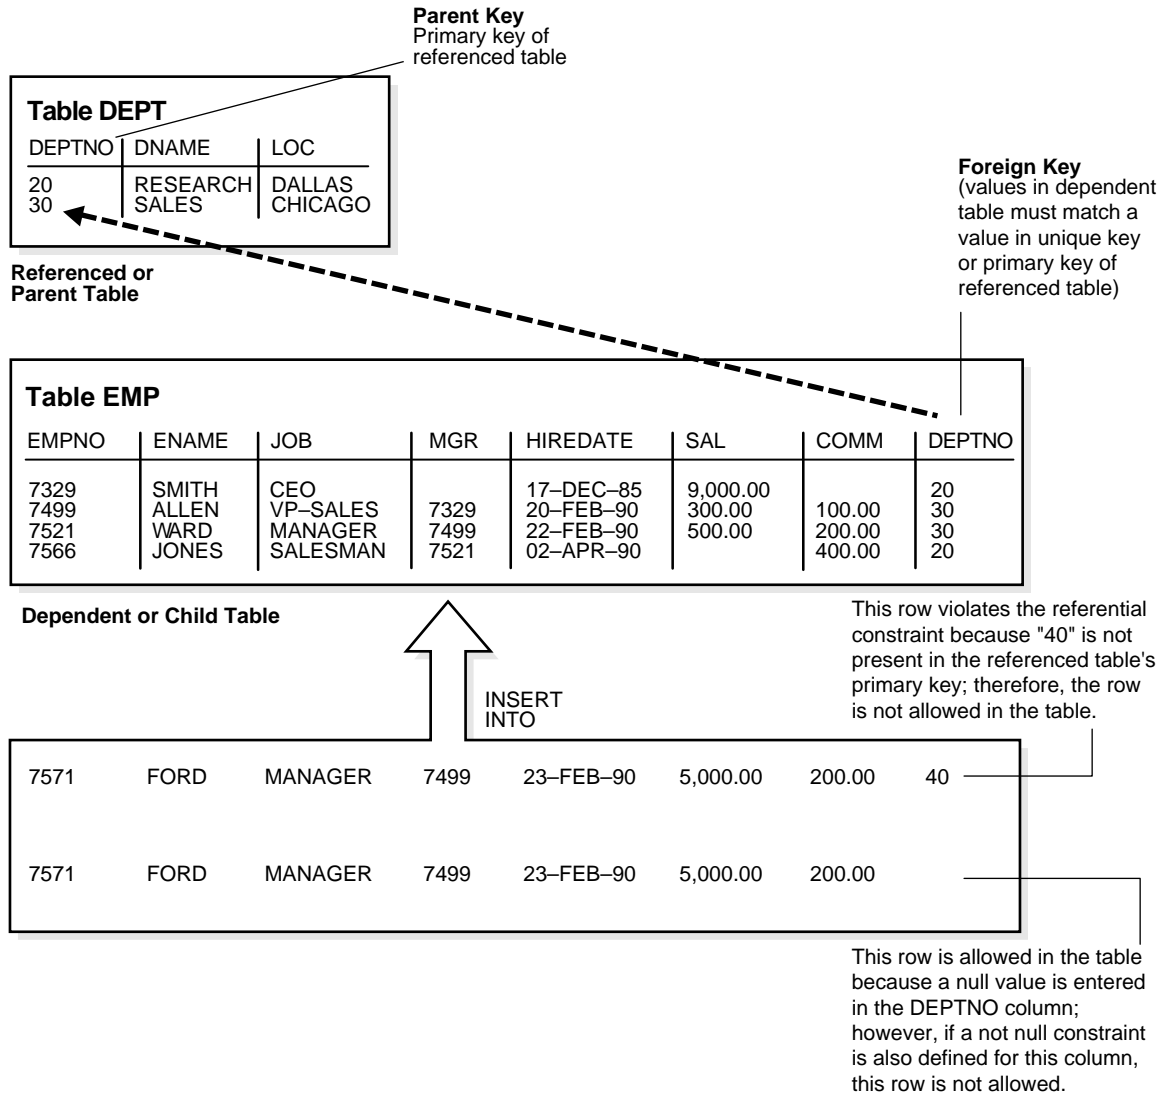 Parent Key
Primary key of
referenced table
Table DEPT
DEPTNO DNAME LOC
20 RESEARCH DALLAS
30 SALES CHICAGO
Referenced or
Parent Table
Foreign Key
(values in dependent
table must match a
value in unique key
or primary key of
referenced table)
Table EMP
EMPNO ENAME JOB MGR HIREDATE SAL COMM DEPTNO
7329 SMITH CEO 17–DEC–85 9,000.00 20
7499 ALLEN VP–SALES 7329 20–FEB–90 300.00 100.00 30
7521 WARD MANAGER 7499 22–FEB–90 500.00 200.00 30
7566 JONES SALESMAN 7521 02–APR–90 400.00 20
Dependent or Child Table
This row violates the referential
constraint because "40" is not
present in the referenced table's
primary key; therefore, the row
is not allowed in the table.
INSERT
INTO
7571 FORD MANAGER 7499 23–FEB–90 5,000.00 200.00 40
7571 FORD MANAGER 7499 23–FEB–90 5,000.00 200.00
This row is allowed in the table
because a null value is entered
in the DEPTNO column;
however, if a not null constraint
is also defined for this column,
this row is not allowed.